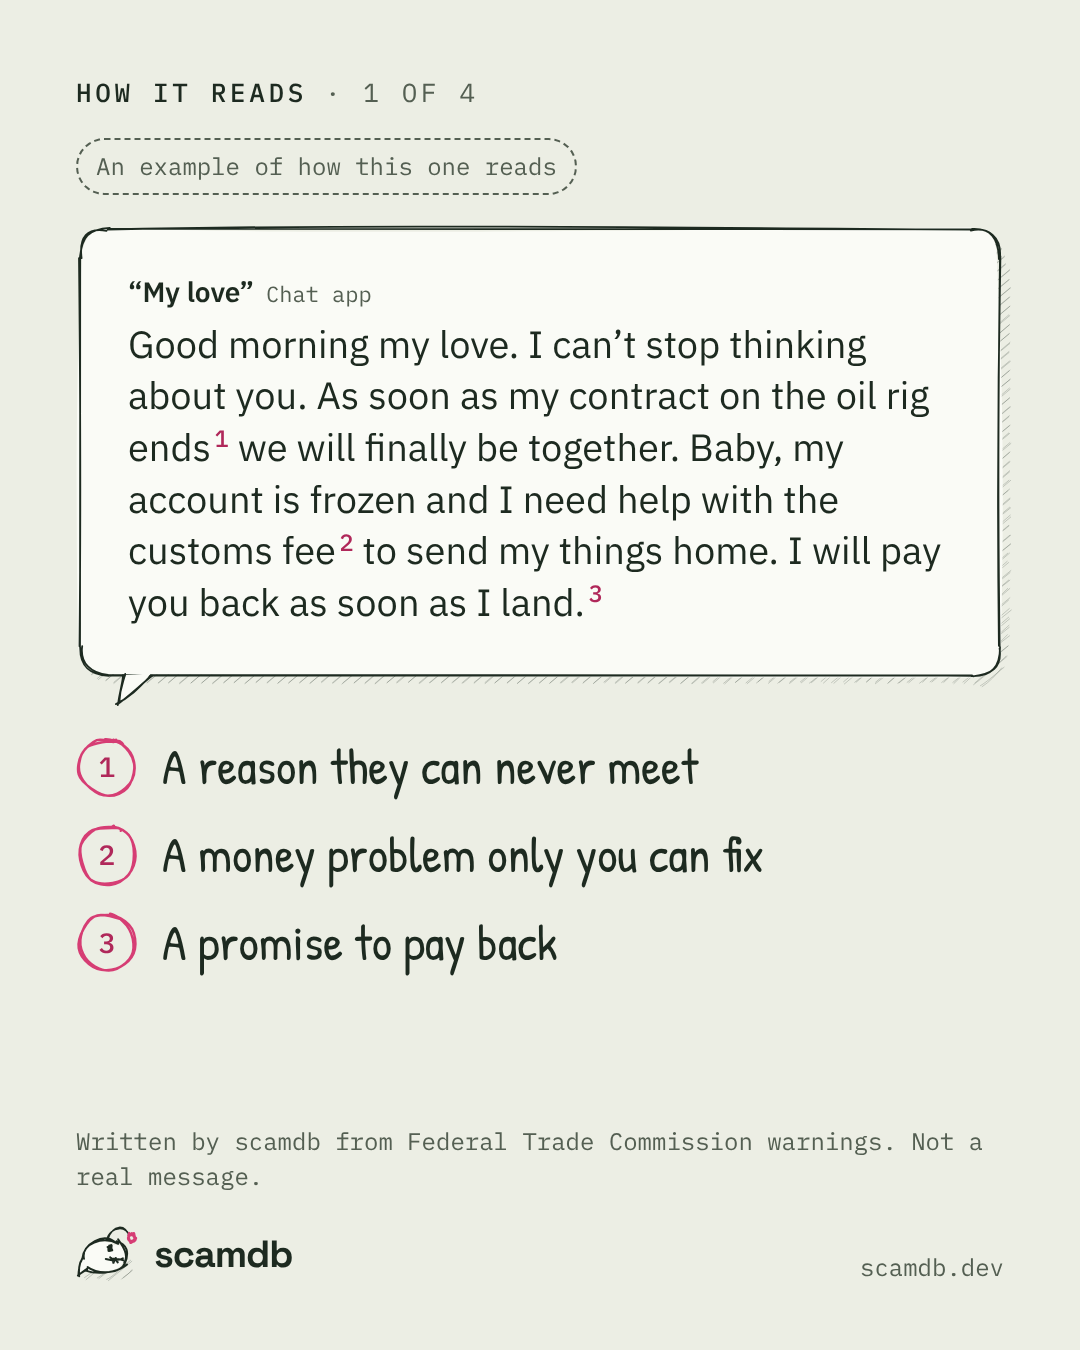 HOW IT READS · 1 OF 4
An example of how this one reads
“My love” Chat app
Good morning my love. I can’t stop thinking
about you. As soon as my contract on the oil rig
ends¹ we will finally be together. Baby, my
account is frozen and I need help with the
customs fee² to send my things home. I will pay
you back as soon as I land.³
1 A reason they can never meet
2 A money problem only you can fix
3 A promise to pay back
Written by scamdb from Federal Trade Commission warnings. Not a
real message.
scamdb
scamdb.dev